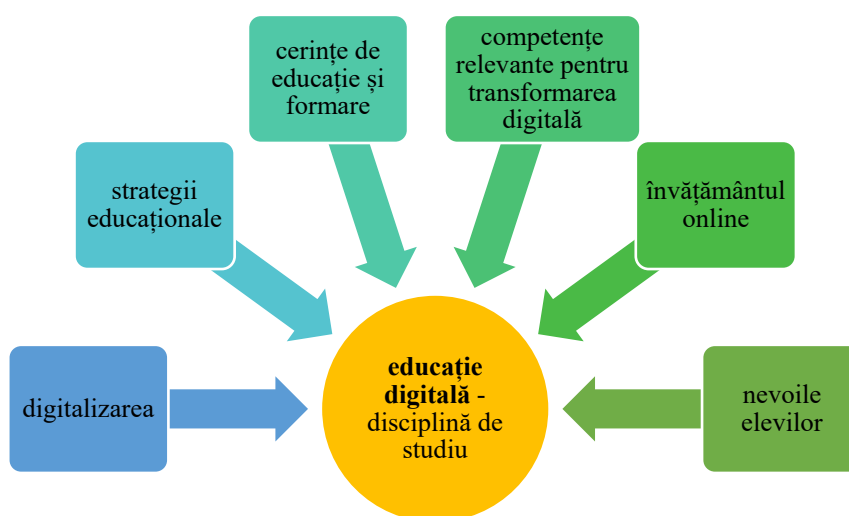 cerințe de
educație și
formare
competențe
relevante pentru
transformarea
digitală
strategii
educaționale
învățământul
online
digitalizarea
educație
digitală -
disciplină de
studiu
nevoile
elevilor